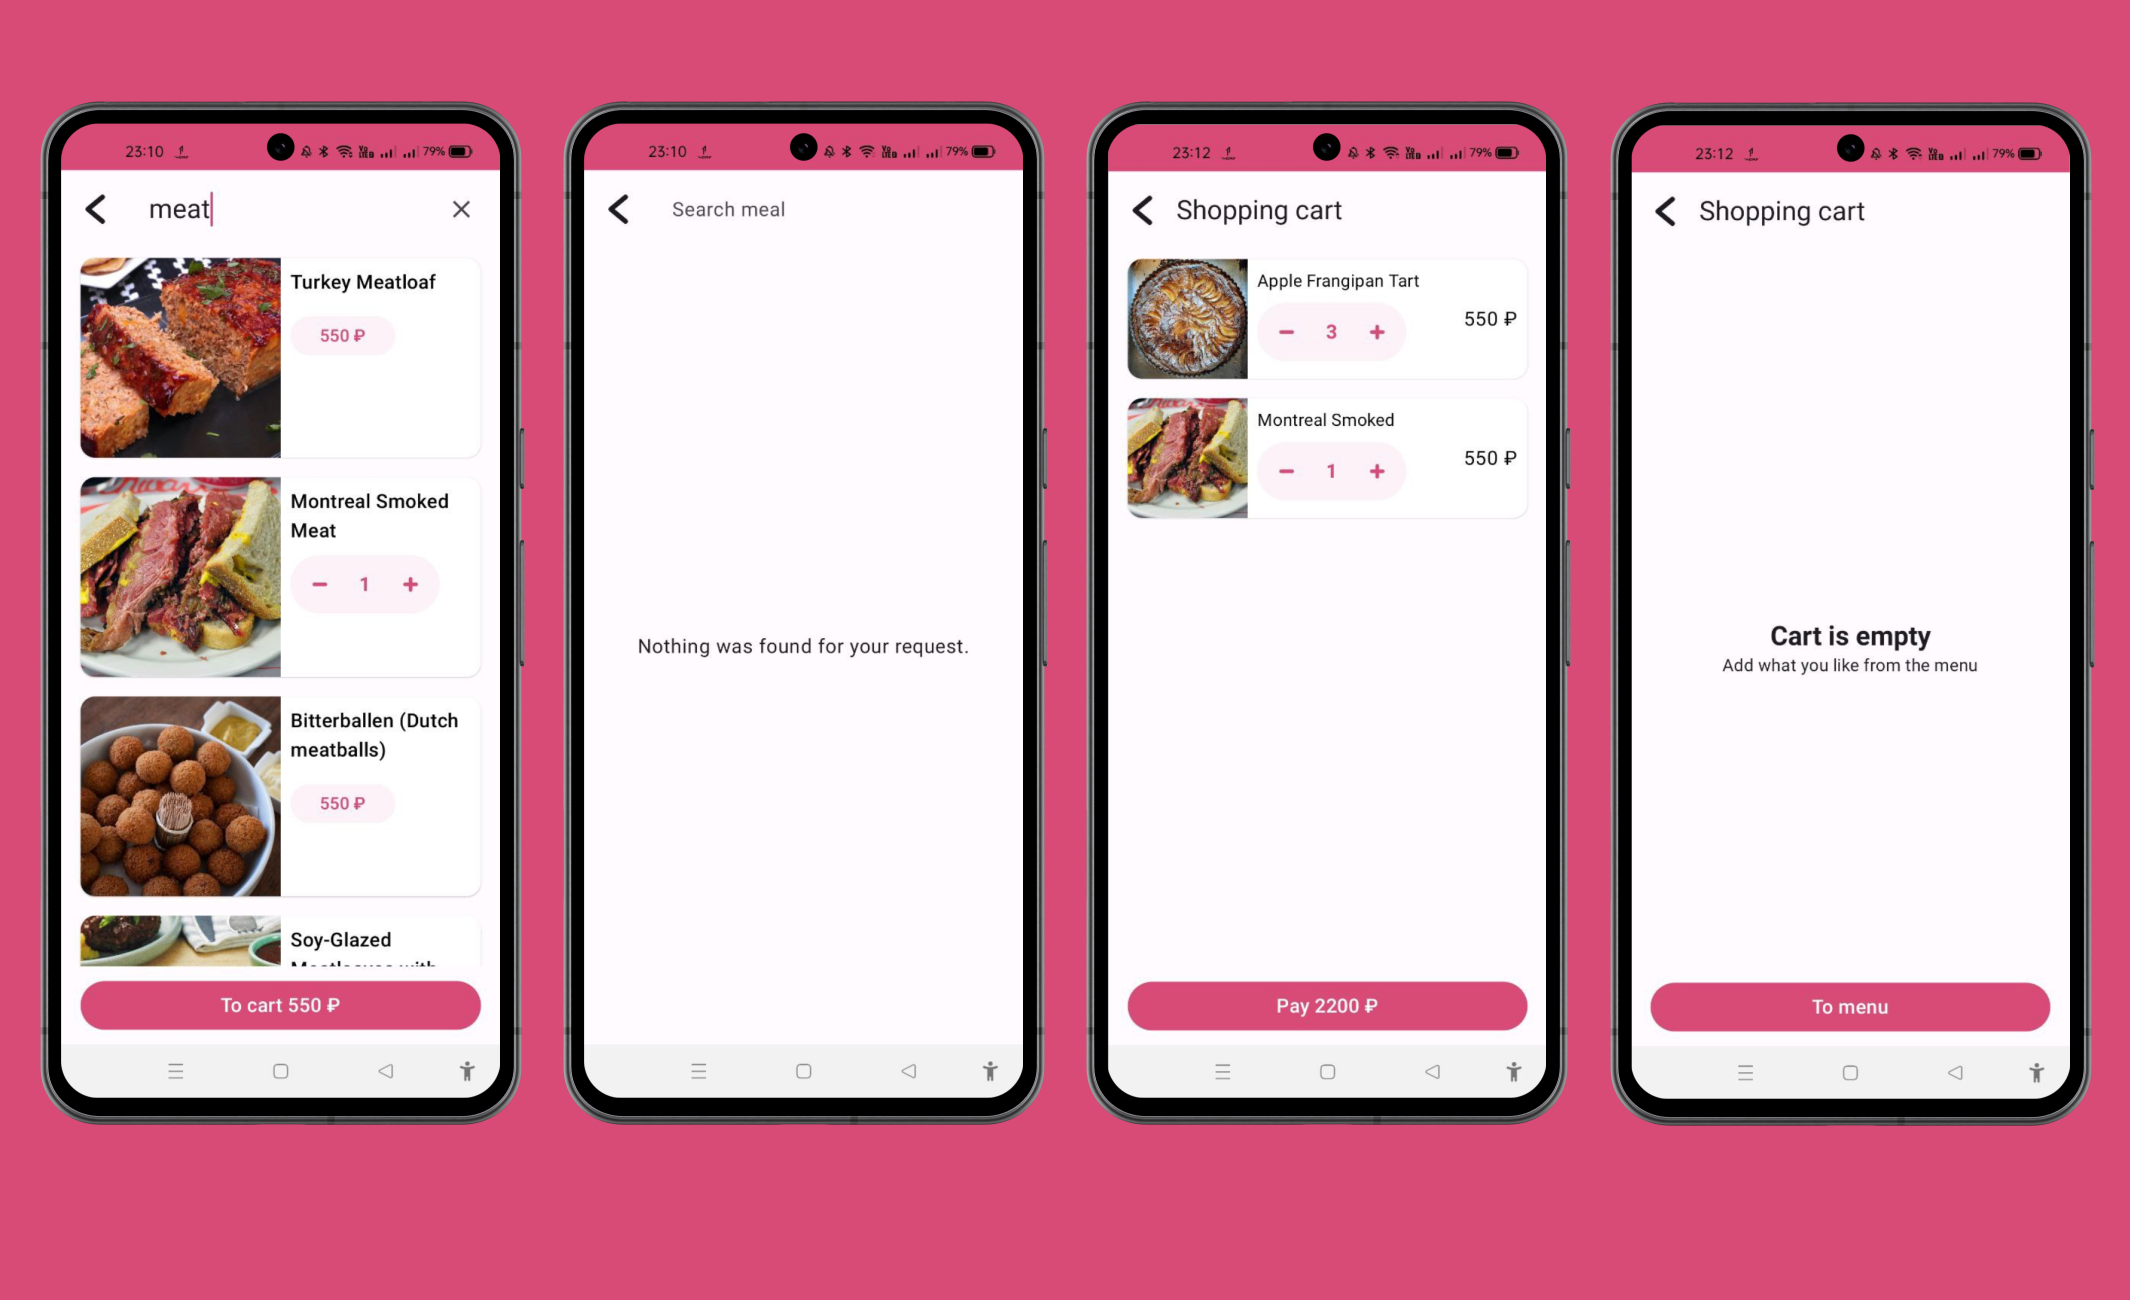 23:10
79%
meat
Turkey Meatloaf
550 ₽
Montreal Smoked
Meat
1
Bitterballen (Dutch
meatballs)
550 ₽
Soy-Glazed
To cart 550 ₽
23:10
79%
Search meal
Nothing was found for your request.
23:12
79%
Shopping cart
Apple Frangipan Tart
3
550 ₽
Montreal Smoked
1
550 ₽
Pay 2200 ₽
23:12
79%
Shopping cart
Cart is empty
Add what you like from the menu
To menu